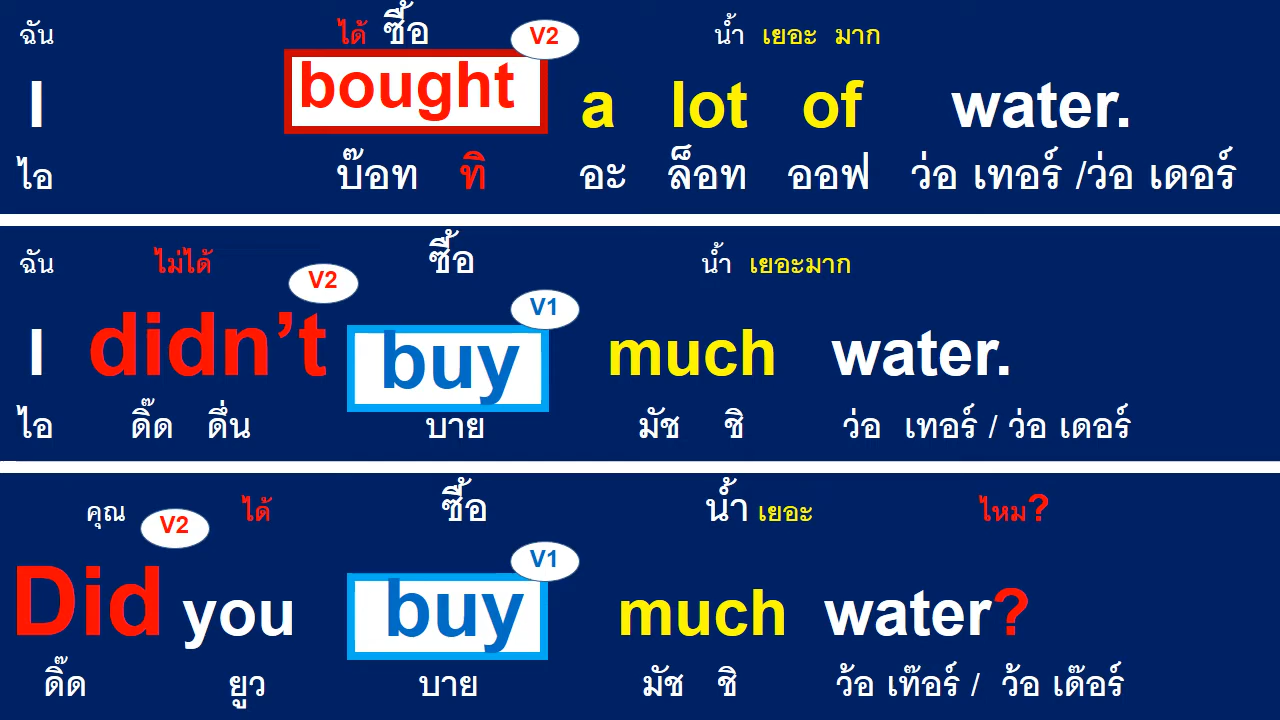 ฉัน ได้ ซื้อ V2 น้ำ เยอะ มาก
I bought a lot of water.
ไอ บ๊อท ทิ อะ ล็อท ออฟ ว่อ เทอร์ /ว่อ เดอร์
ฉัน ไม่ได้ V2 ซื้อ V1 น้ำ เยอะมาก
I didn't buy much water.
ไอ ดิ๊ด ดึ่น บาย มัช ชิ ว่อ เทอร์ / ว่อ เดอร์
คุณ V2 ได้ ซื้อ V1 น้ำ เยอะ ไหม?
Did you buy much water?
ดิ๊ด ยูว บาย มัช ชิ ว้อ เท๊อร์ / ว้อ เด๊อร์